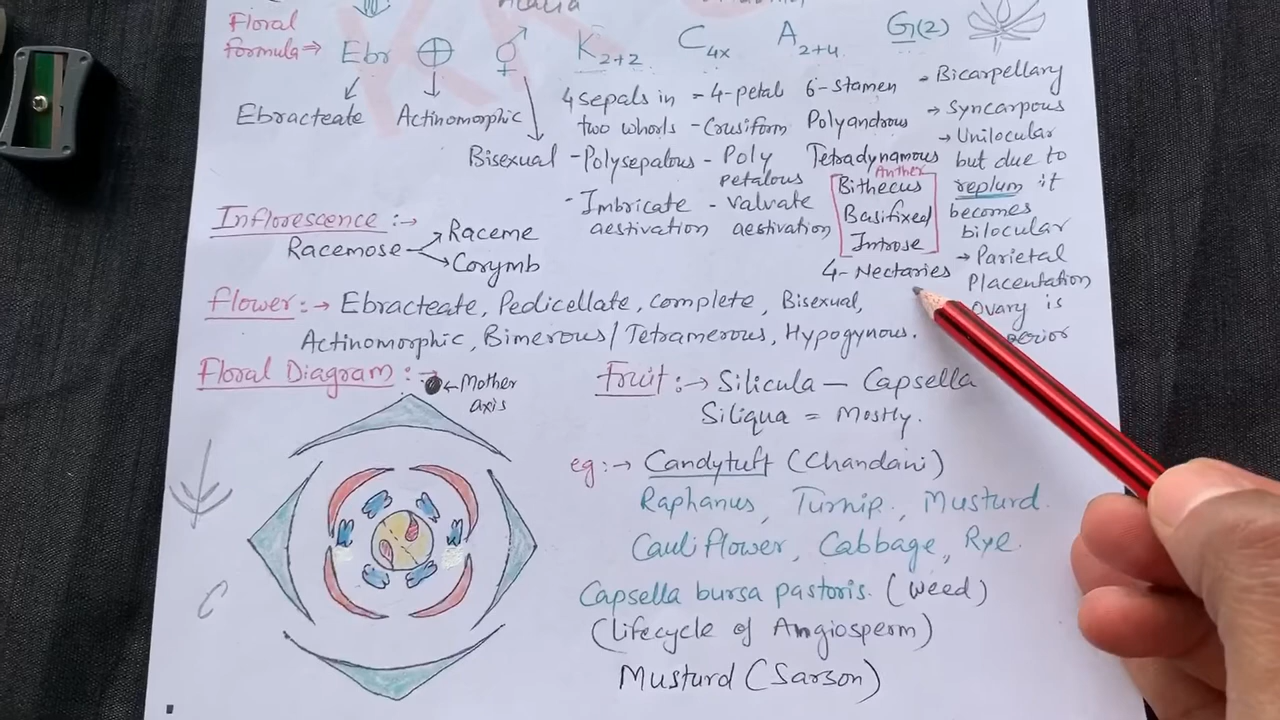 Floral
formula⇒ Ebr ⊕ ⚥ K2+2 C4x A2+4 G(2)
Ebracteate Actinomorphic Bisexual
4 sepals in
two whorls
-Polysepalous
- Imbricate
aestivation
= 4-petal
- Crusiform
- Poly
petalous
- valvate
aestivation
6-stamen
Polyandrous
Tetradynamous
Anther
Bithecus
Basifixed
Introse
4-Nectaries
→ Bicarpellary
→ Syncarpous
→ Unilocular
but due to
replum it
becomes
bilocular
→ Parietal
Placentation
Ovary is
Inflorescence :→
Racemose
Raceme
Corymb
Flower:→ Ebracteate, Pedicellate, complete, Bisexual,
Actinomorphic, Bimerous/Tetramerous, Hypogynous.
Floral Diagram:→
←Mother
axis
Fruit:→ Silicula — Capsella
Siliqua = Mostly.
eg:→ Candytuft (Chandani)
Raphanus, Turnip, Musturd.
Cauliflower, Cabbage, Rye.
Capsella bursa pastoris. (weed)
(Lifecycle of Angiosperm)
Musturd (Sarson)